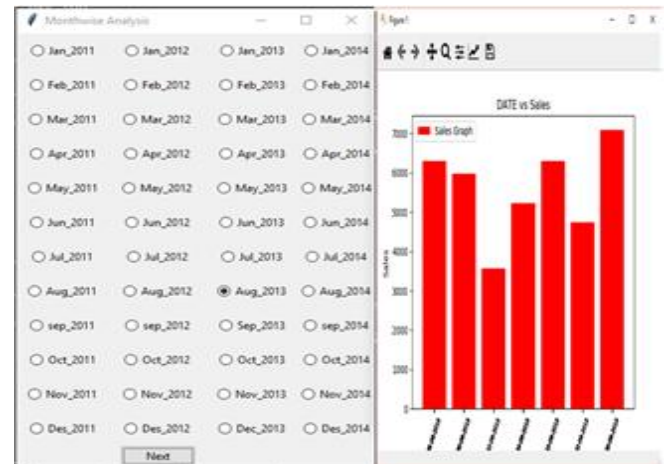 Monthwise Analysis
Jan_2011 Jan_2012 Jan_2013 Jan_2014
Feb_2011 Feb_2012 Feb_2013 Feb_2014
Mar_2011 Mar_2012 Mar_2013 Mar_2014
Apr_2011 Apr_2012 Apr_2013 Apr_2014
May_2011 May_2012 May_2013 May_2014
Jun_2011 Jun_2012 Jun_2013 Jun_2014
Jul_2011 Jul_2012 Jul_2013 Jul_2014
Aug_2011 Aug_2012 Aug_2013 Aug_2014
sep_2011 sep_2012 Sep_2013 sep_2014
Oct_2011 Oct_2012 Oct_2013 Oct_2014
Nov_2011 Nov_2012 Nov_2013 Nov_2014
Des_2011 Des_2012 Dec_2013 Des_2014
Next
Figure 1
DATE vs Sales
Sales Graph
7000
6000
5000
4000
3000
2000
1000
0
Sales